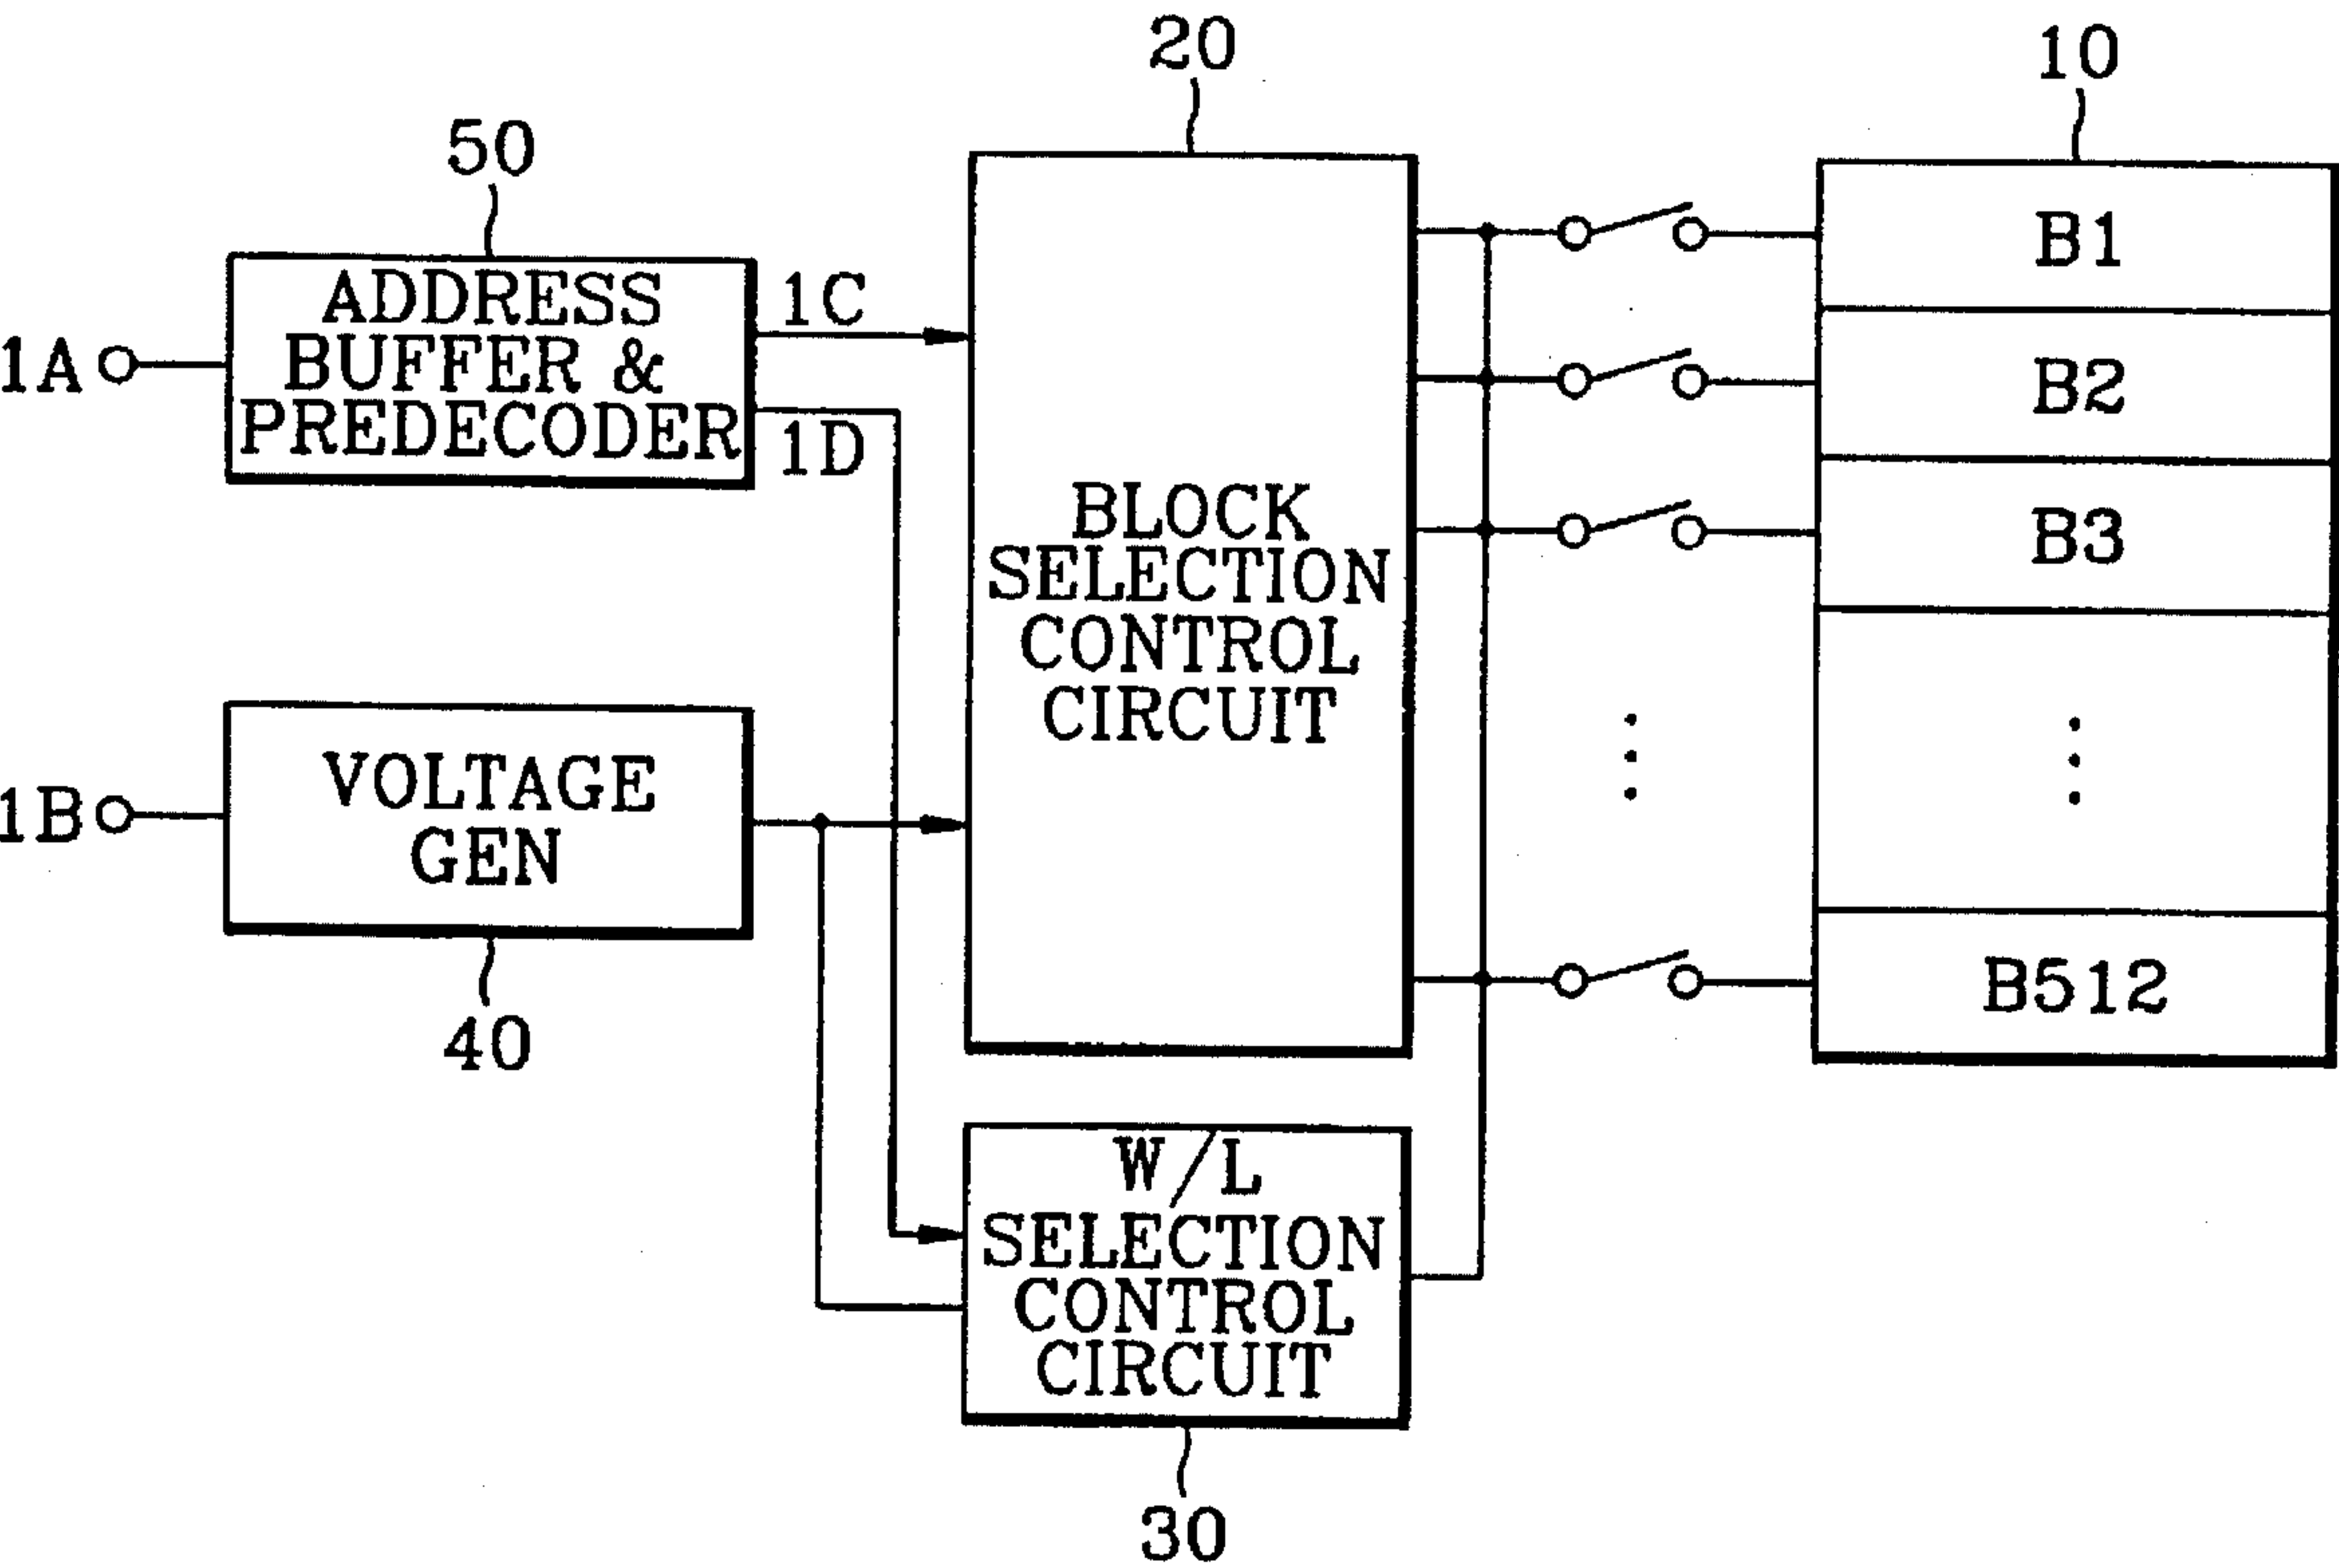 20
10
50
ADDRESS
BUFFER &
PREDECODER
1A
1C
1D
B1
B2
B3
BLOCK
SELECTION
CONTROL
CIRCUIT
1B
VOLTAGE
GEN
40
B512
W/L
SELECTION
CONTROL
CIRCUIT
30